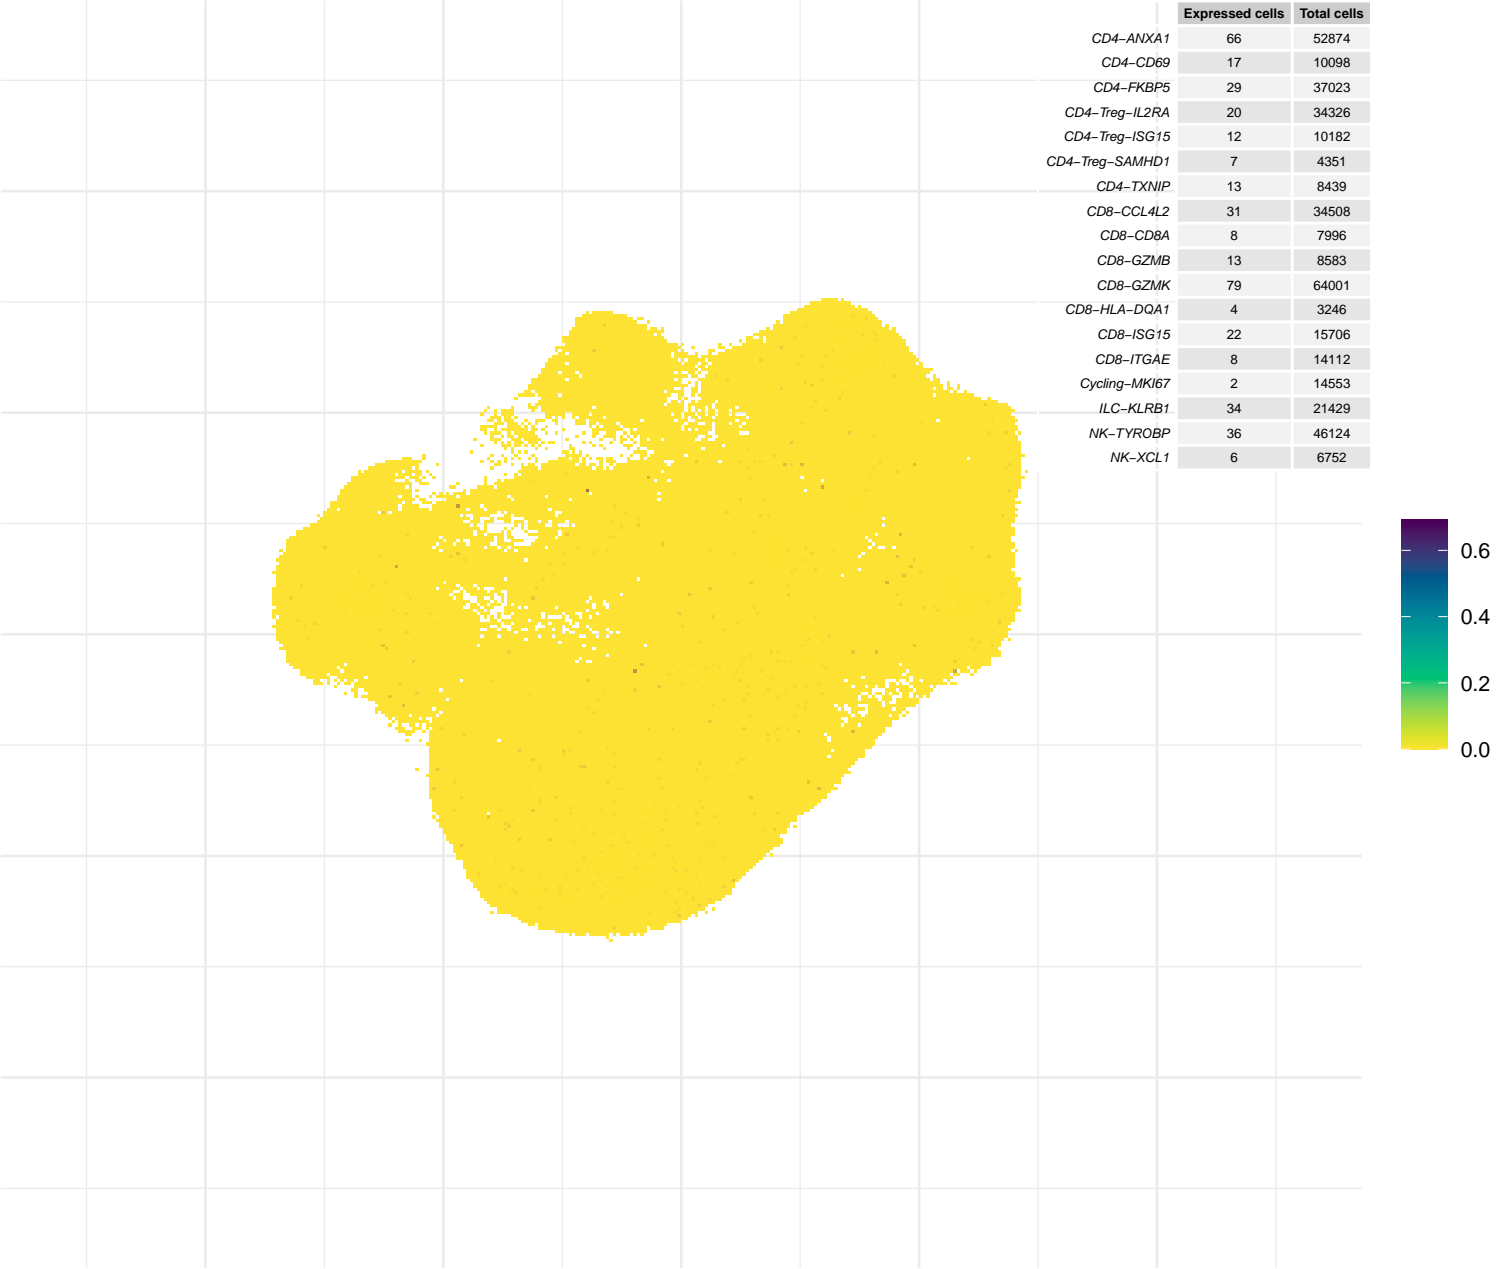 Expressed cells Total cells
CD4−ANXA1 66 52874
CD4−CD69 17 10098
CD4−FKBP5 29 37023
CD4−Treg−IL2RA 20 34326
CD4−Treg−ISG15 12 10182
CD4−Treg−SAMHD1 7 4351
CD4−TXNIP 13 8439
CD8−CCL4L2 31 34508
CD8−CD8A 8 7996
CD8−GZMB 13 8583
CD8−GZMK 79 64001
CD8−HLA−DQA1 4 3246
CD8−ISG15 22 15706
CD8−ITGAE 8 14112
Cycling−MKI67 2 14553
ILC−KLRB1 34 21429
NK−TYROBP 36 46124
NK−XCL1 6 6752
0.6
0.4
0.2
0.0